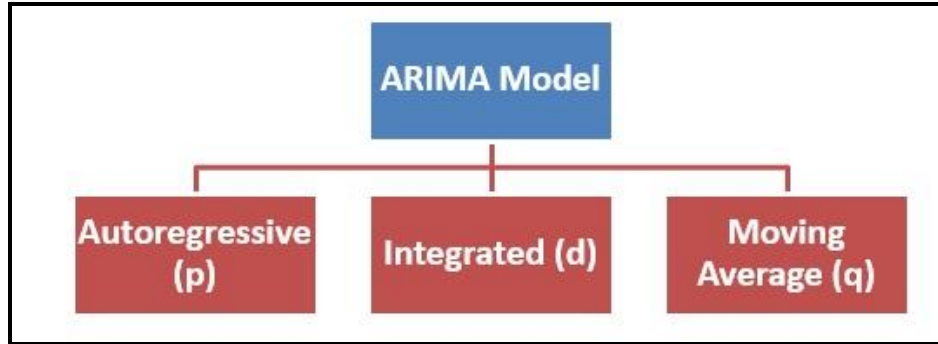 ARIMA Model
Autoregressive
(p)
Integrated (d)
Moving
Average (q)